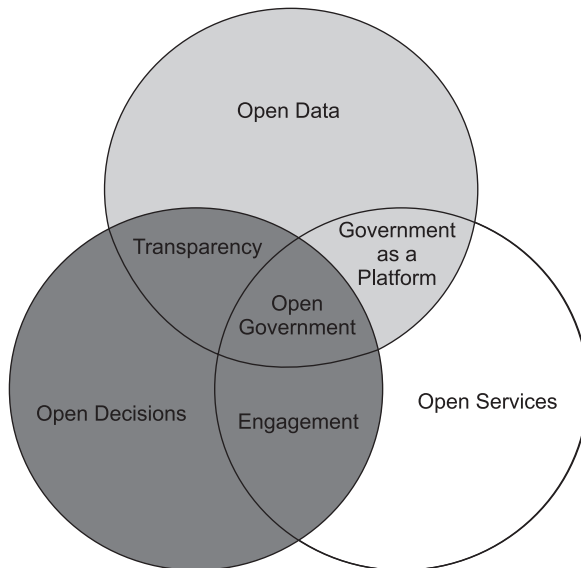 Open Data
Transparency
Government
as a
Platform
Open
Government
Open Decisions
Engagement
Open Services